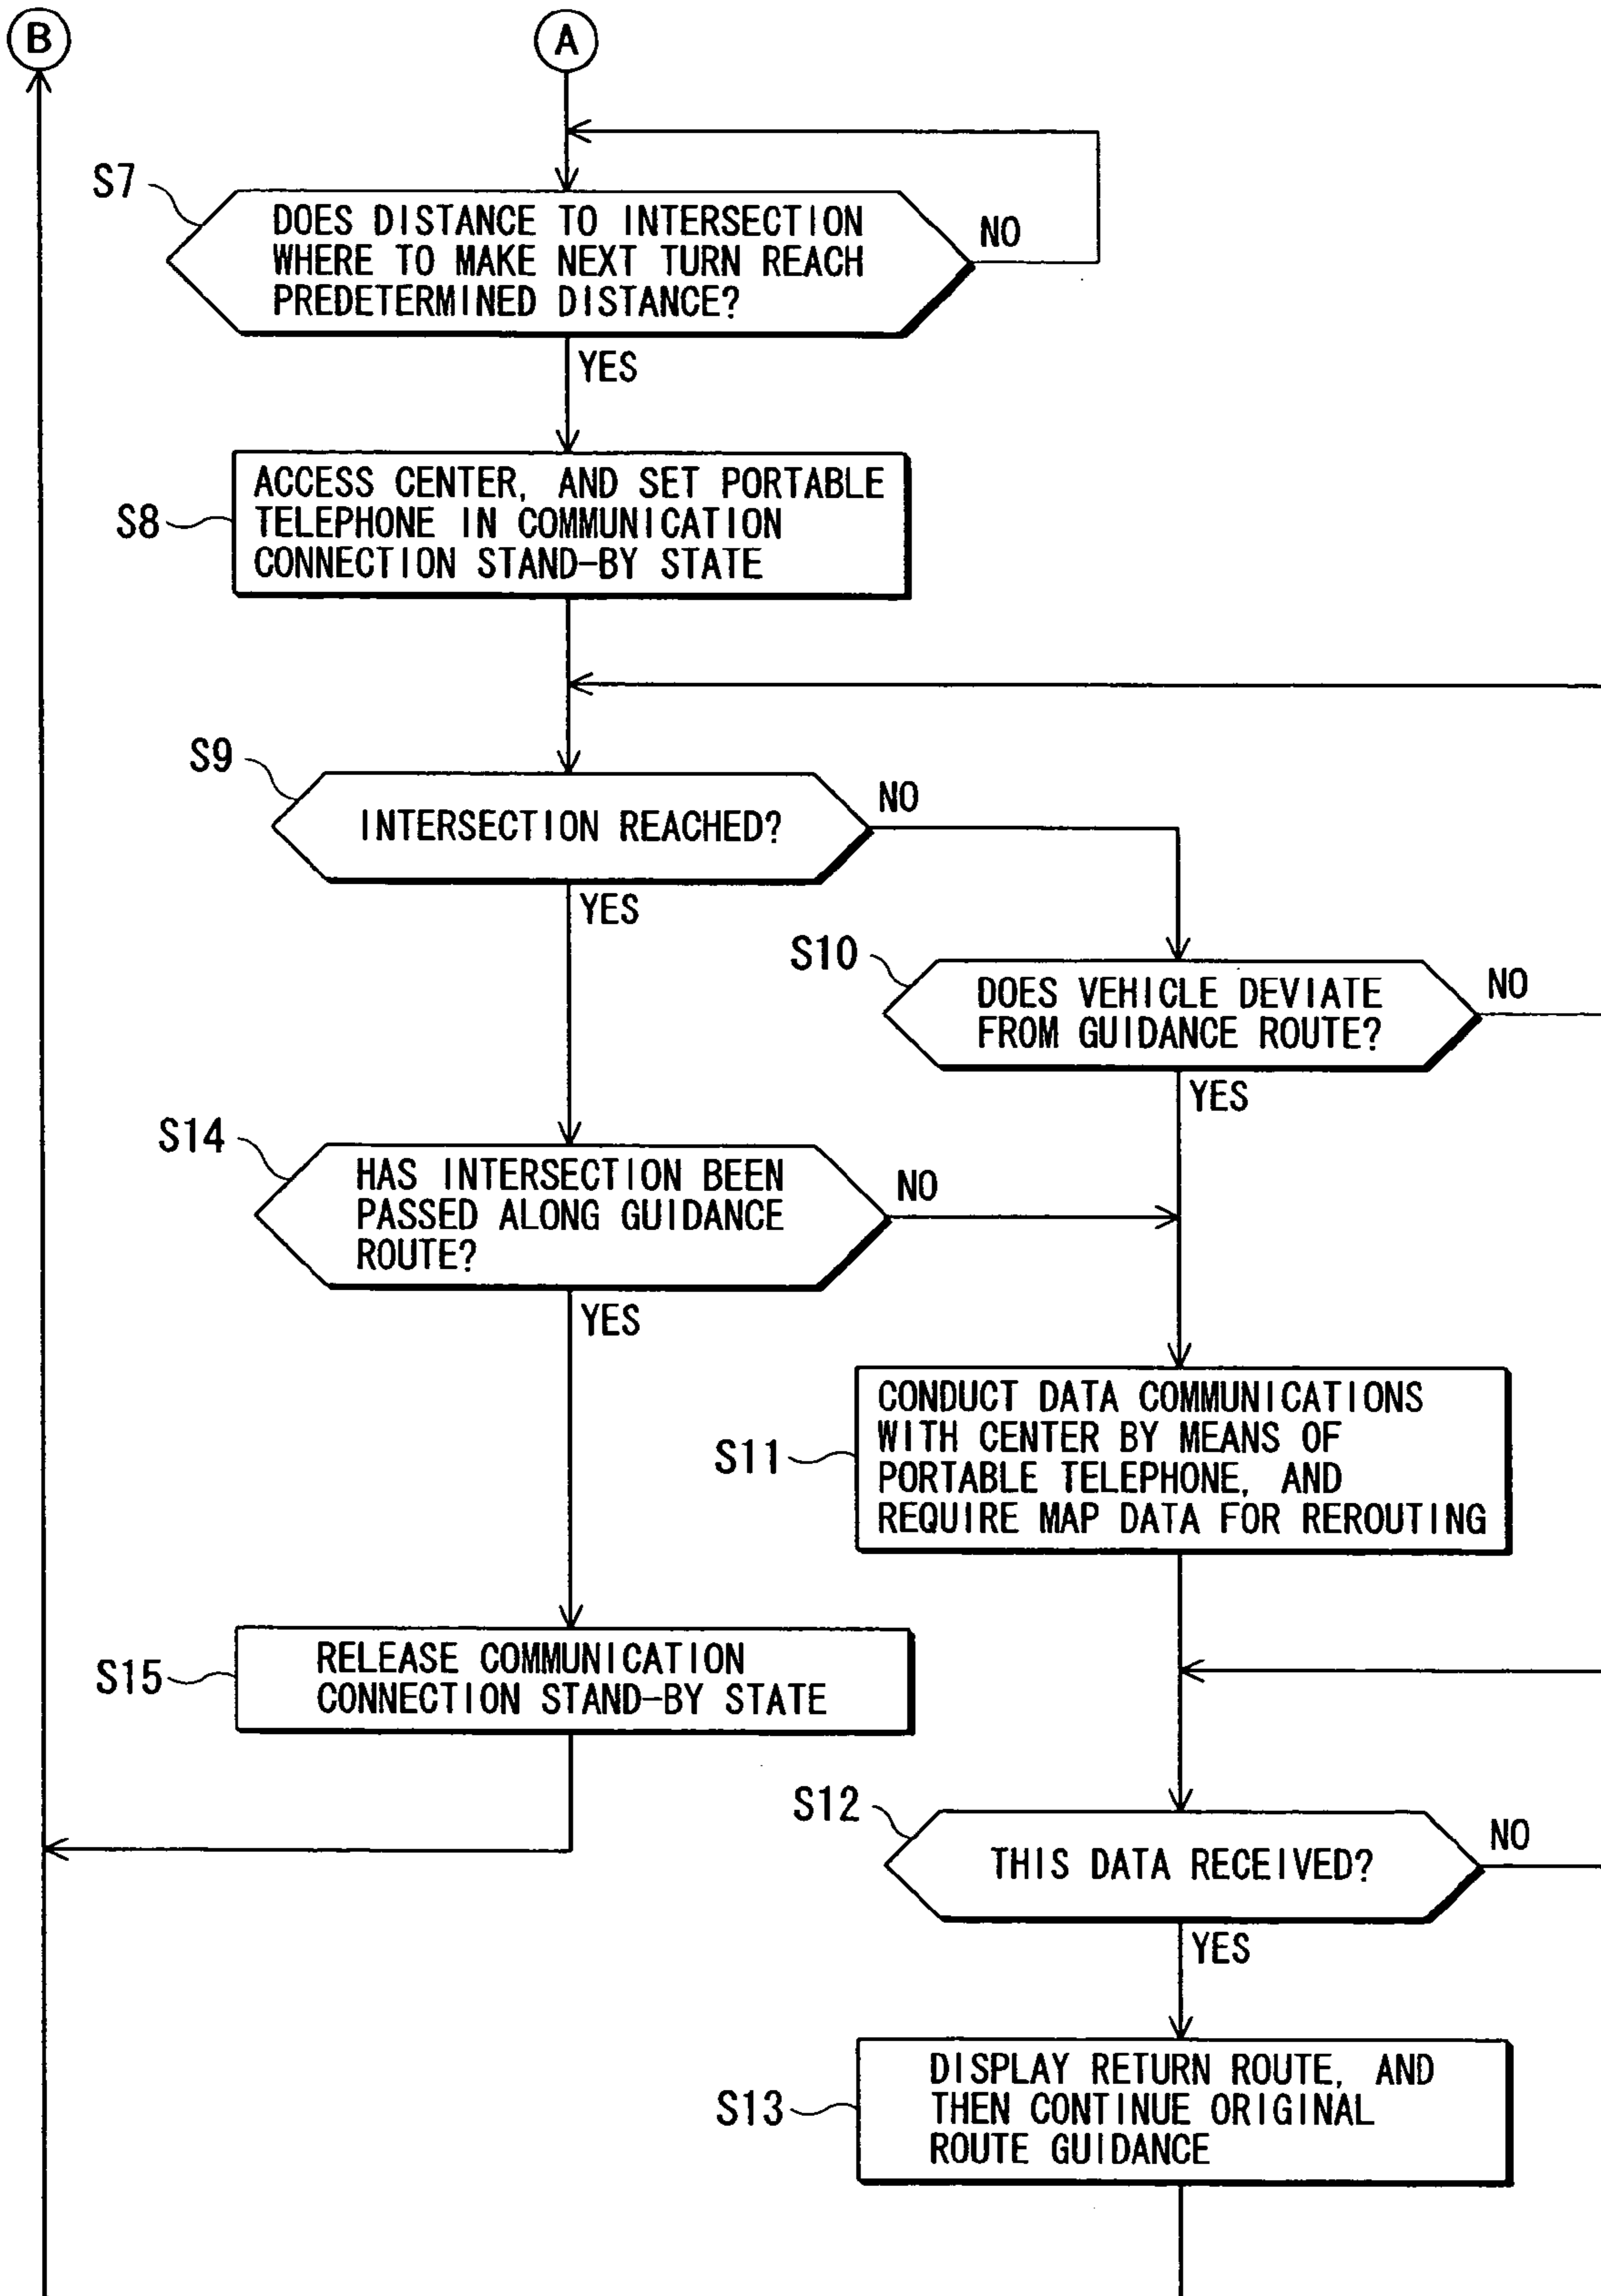 B
A
S7
DOES DISTANCE TO INTERSECTION
WHERE TO MAKE NEXT TURN REACH
PREDETERMINED DISTANCE?
NO
YES
S8
ACCESS CENTER, AND SET PORTABLE
TELEPHONE IN COMMUNICATION
CONNECTION STAND-BY STATE
S9
INTERSECTION REACHED?
NO
YES
S10
DOES VEHICLE DEVIATE
FROM GUIDANCE ROUTE?
NO
YES
S14
HAS INTERSECTION BEEN
PASSED ALONG GUIDANCE
ROUTE?
NO
YES
S11
CONDUCT DATA COMMUNICATIONS
WITH CENTER BY MEANS OF
PORTABLE TELEPHONE, AND
REQUIRE MAP DATA FOR REROUTING
S15
RELEASE COMMUNICATION
CONNECTION STAND-BY STATE
S12
THIS DATA RECEIVED?
NO
YES
S13
DISPLAY RETURN ROUTE, AND
THEN CONTINUE ORIGINAL
ROUTE GUIDANCE